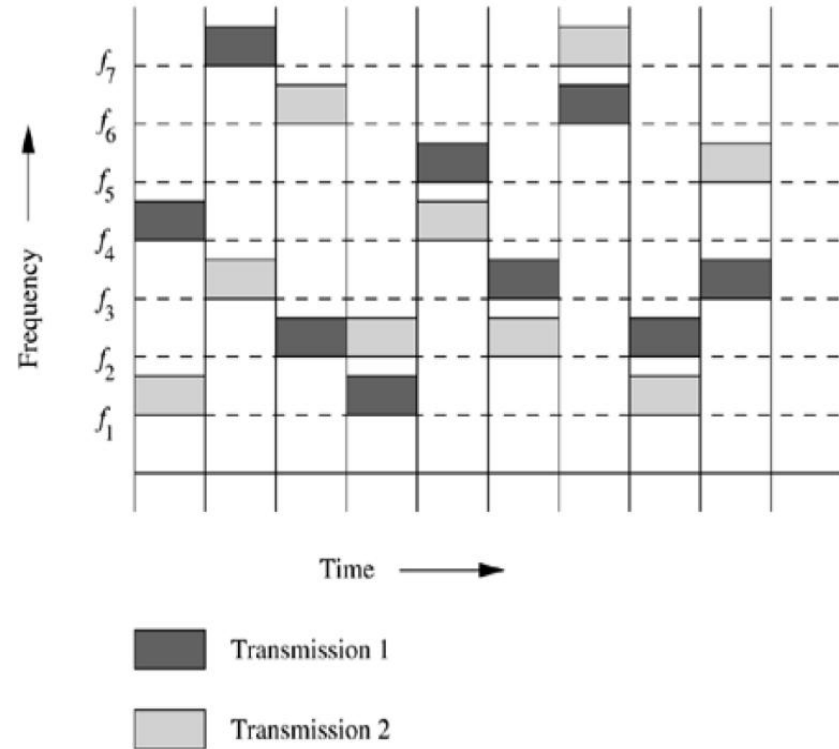 f7
f6
f5
f4
f3
f2
f1
Frequency
Time
Transmission 1
Transmission 2